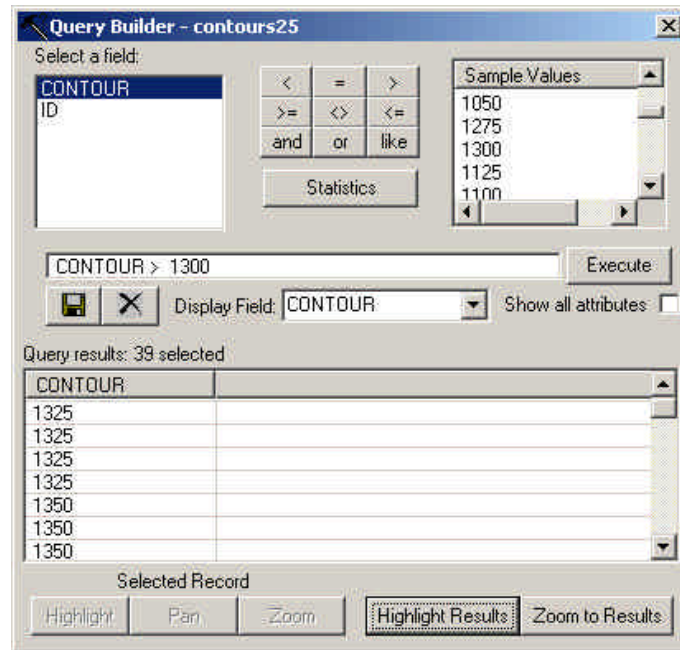 Query Builder - contours25
Select a field:
CONTOUR
ID
< = >
>= <> <=
and or like
Statistics
Sample Values
1050
1275
1300
1125
1100
CONTOUR > 1300
Execute
Display Field: CONTOUR
Show all attributes
Query results: 39 selected
CONTOUR
1325
1325
1325
1325
1350
1350
1350
Selected Record
Highlight Pan Zoom Highlight Results Zoom to Results